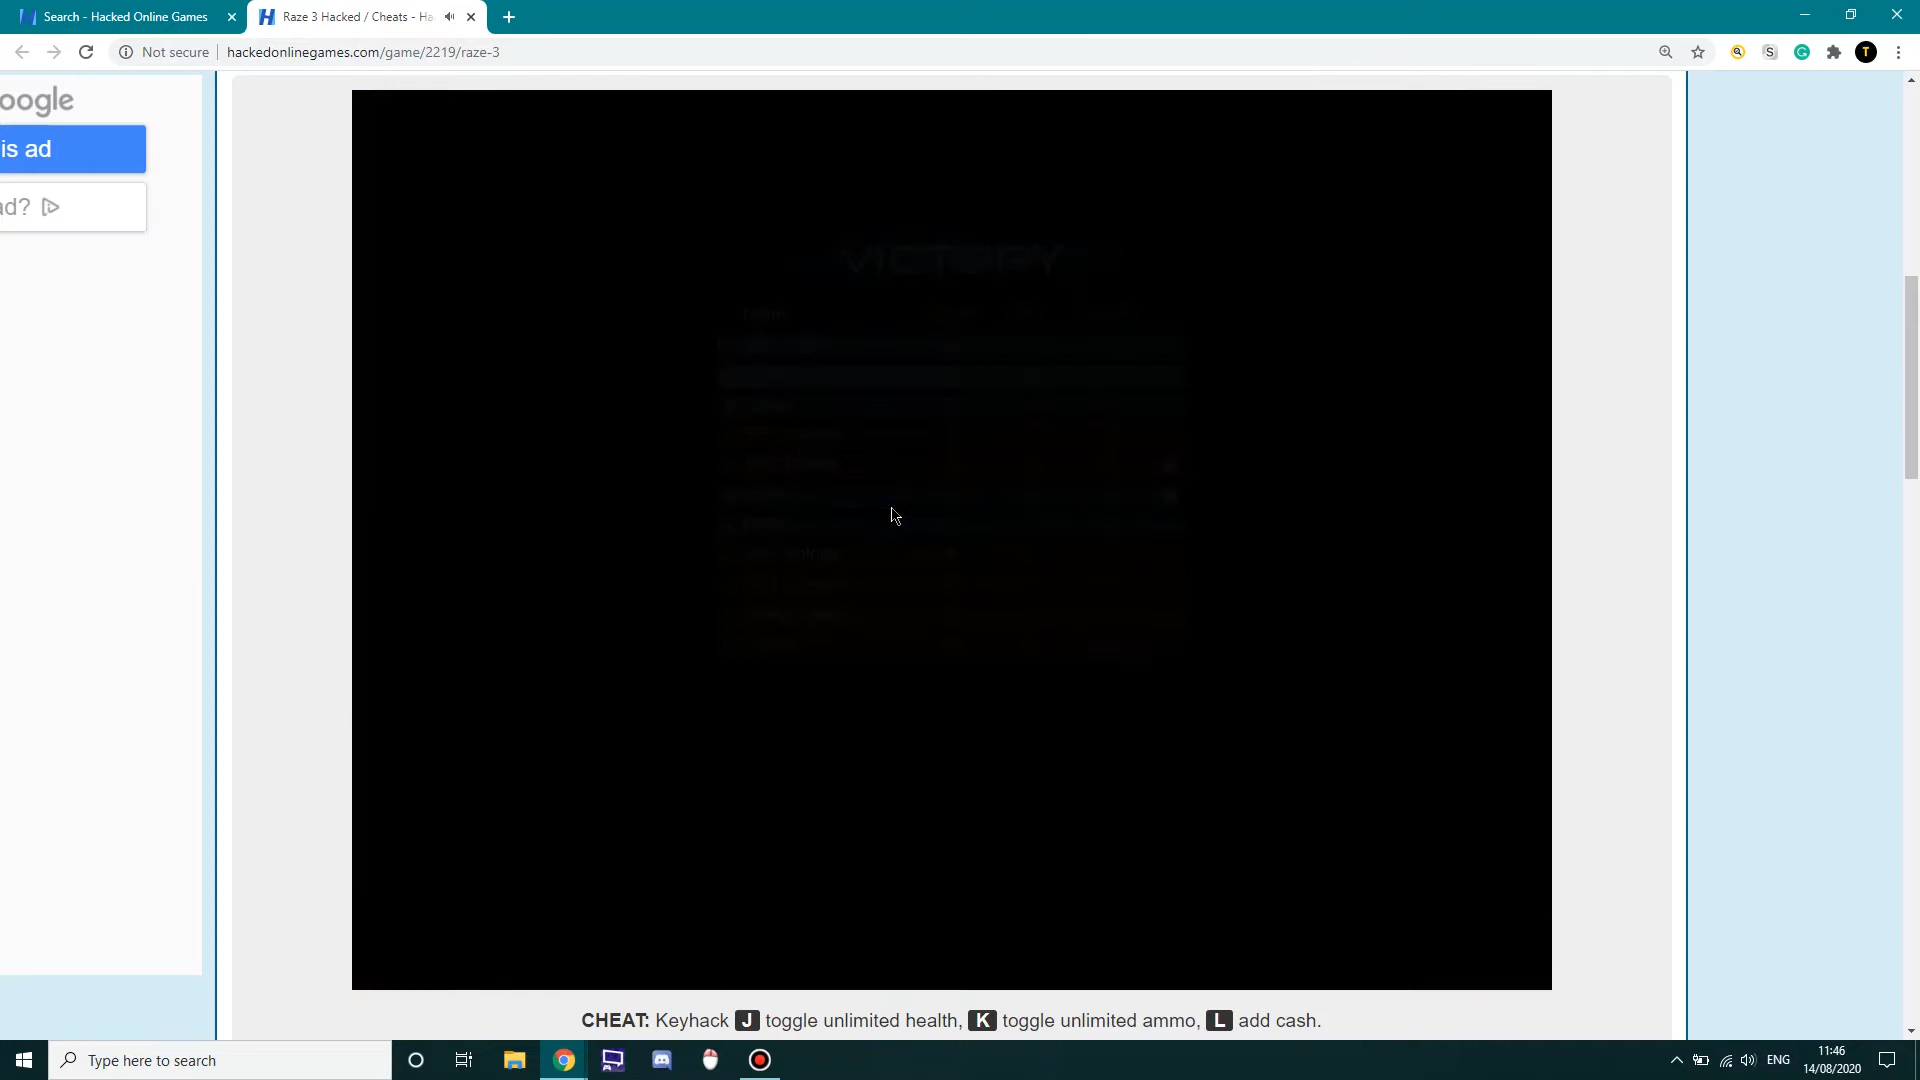 Search - Hacked Online Games
Raze 3 Hacked / Cheats - Ha
Not secure
hackedonlinegames.com/game/2219/raze-3
T
oogle
is ad
ad?
VICTORY
CHEAT: Keyhack J toggle unlimited health, K toggle unlimited ammo, L add cash.
Type here to search
ENG
11:46
14/08/2020